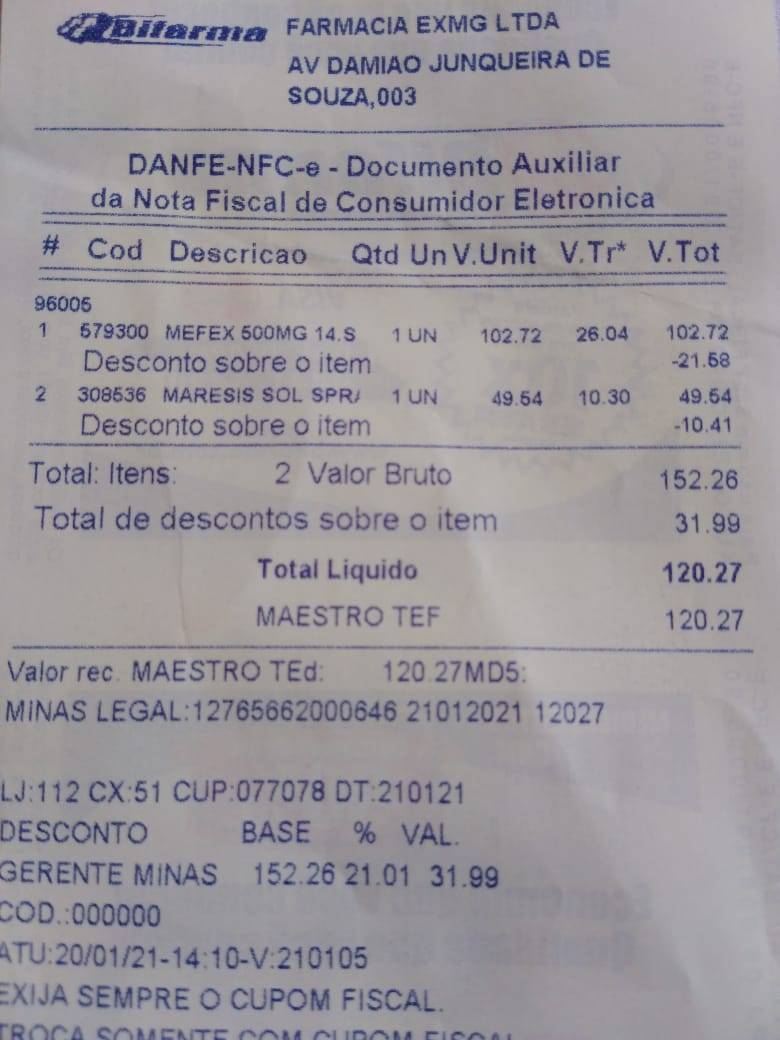 Bifarma FARMACIA EXMG LTDA
AV DAMIAO JUNQUEIRA DE
SOUZA,003
DANFE-NFC-e - Documento Auxiliar
da Nota Fiscal de Consumidor Eletronica
# Cod Descricao Qtd Un V.Unit V.Tr* V.Tot
96005
1 579300 MEFEX 500MG 14.S 1 UN 102.72 26.04 102.72
Desconto sobre o item -21.58
2 308536 MARESIS SOL SPR 1 UN 49.54 10.30 49.54
Desconto sobre o item -10.41
Total: Itens: 2 Valor Bruto 152.26
Total de descontos sobre o item 31.99
Total Liquido 120.27
MAESTRO TEF 120.27
Valor rec. MAESTRO TEd: 120.27MD5:
MINAS LEGAL:12765662000646 21012021 12027
LJ:112 CX:51 CUP:077078 DT:210121
DESCONTO BASE % VAL.
GERENTE MINAS 152.26 21.01 31.99
COD.:000000
ATU:20/01/21-14:10-V:210105
EXIJA SEMPRE O CUPOM FISCAL.
TROCA SOMENTE COM CUPOM FISCAL